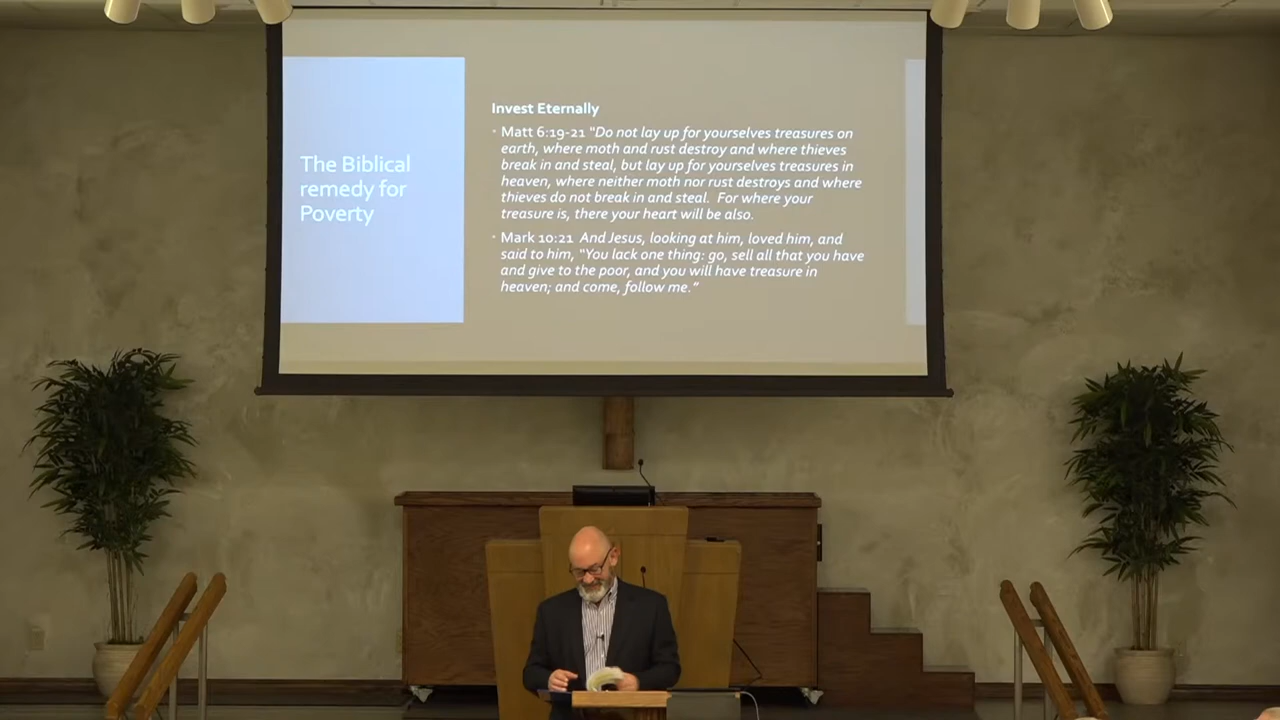 The Biblical
remedy for
Poverty
Invest Eternally
• Matt 6:19-21 "Do not lay up for yourselves treasures on
earth, where moth and rust destroy and where thieves
break in and steal, but lay up for yourselves treasures in
heaven, where neither moth nor rust destroys and where
thieves do not break in and steal.  For where your
treasure is, there your heart will be also.
• Mark 10:21  And Jesus, looking at him, loved him, and
said to him, "You lack one thing: go, sell all that you have
and give to the poor, and you will have treasure in
heaven; and come, follow me."